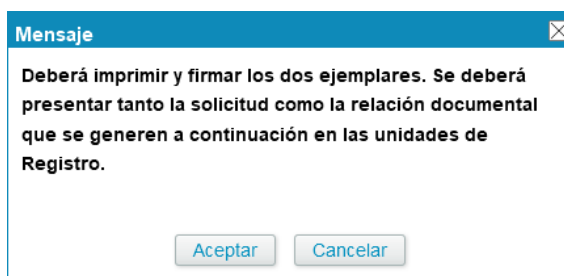 Mensaje
Deberá imprimir y firmar los dos ejemplares. Se deberá
presentar tanto la solicitud como la relación documental
que se generen a continuación en las unidades de
Registro.
Aceptar Cancelar